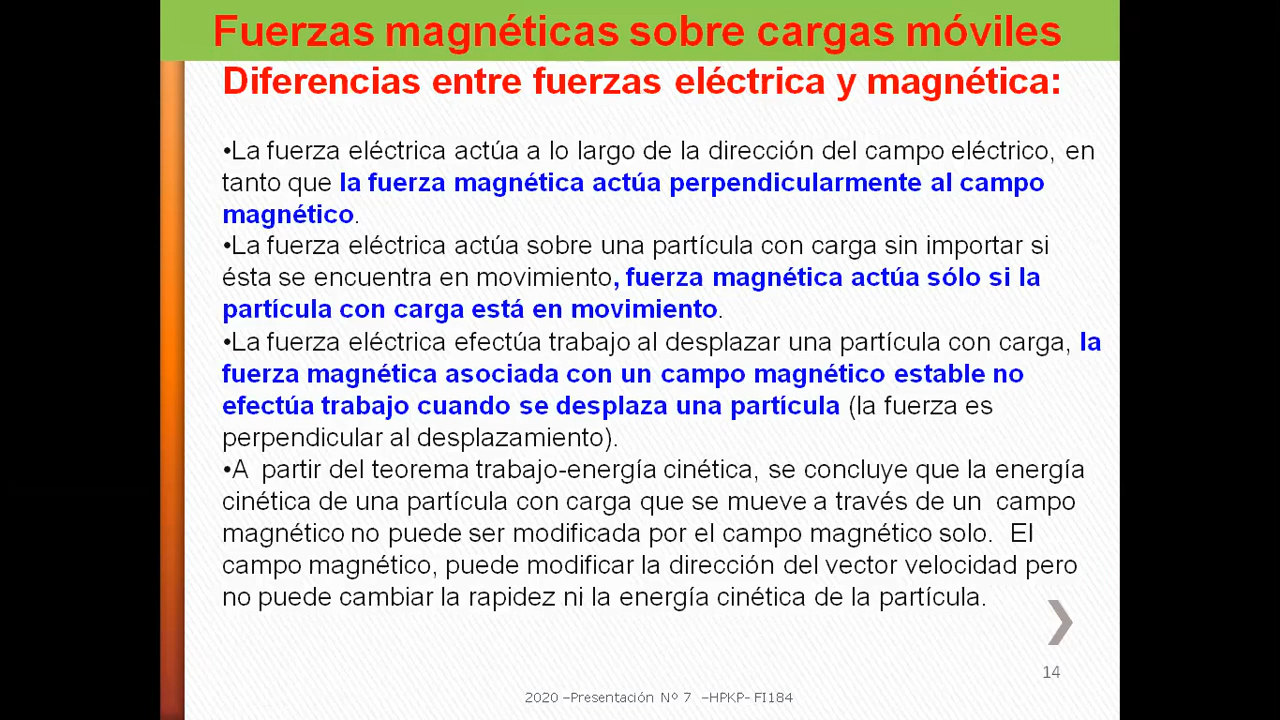 Fuerzas magnéticas sobre cargas móviles
Diferencias entre fuerzas eléctrica y magnética:
•La fuerza eléctrica actúa a lo largo de la dirección del campo eléctrico, en
tanto que la fuerza magnética actúa perpendicularmente al campo
magnético.
•La fuerza eléctrica actúa sobre una partícula con carga sin importar si
ésta se encuentra en movimiento, fuerza magnética actúa sólo si la
partícula con carga está en movimiento.
•La fuerza eléctrica efectúa trabajo al desplazar una partícula con carga, la
fuerza magnética asociada con un campo magnético estable no
efectúa trabajo cuando se desplaza una partícula (la fuerza es
perpendicular al desplazamiento).
•A partir del teorema trabajo-energía cinética, se concluye que la energía
cinética de una partícula con carga que se mueve a través de un campo
magnético no puede ser modificada por el campo magnético solo. El
campo magnético, puede modificar la dirección del vector velocidad pero
no puede cambiar la rapidez ni la energía cinética de la partícula.
14
2020 –Presentación Nº 7 –HPKP- FI184